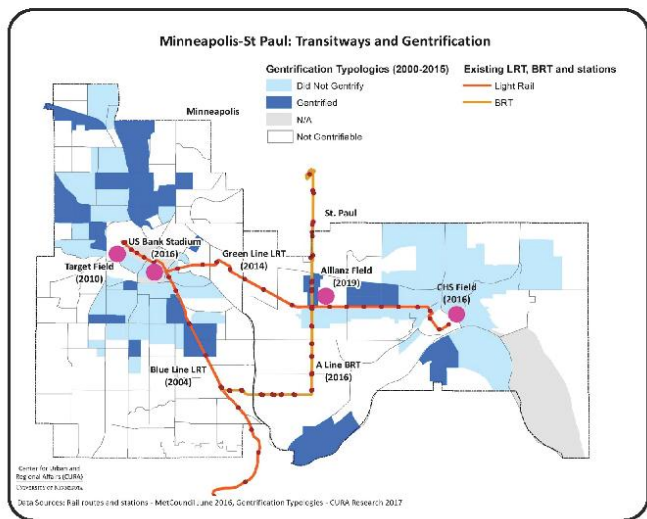 Minneapolis-St Paul: Transitways and Gentrification
Gentrification Typologies (2000-2015)
Did Not Gentrify
Gentrified
N/A
Not Gentrifiable
Existing LRT, BRT and stations
Light Rail
BRT
Minneapolis
St. Paul
US Bank Stadium
(2016)
Target Field
(2010)
Green Line LRT
(2014)
Allianz Field
(2019)
CHS Field
(2016)
Blue Line LRT
(2004)
A Line BRT
(2016)
Center for Urban and
Regional Affairs (CURA)
UNIVERSITY OF MINNESOTA
Data Sources: Rail routes and stations - MetCouncil June 2016, Gentrification Typologies - CURA Research 2017